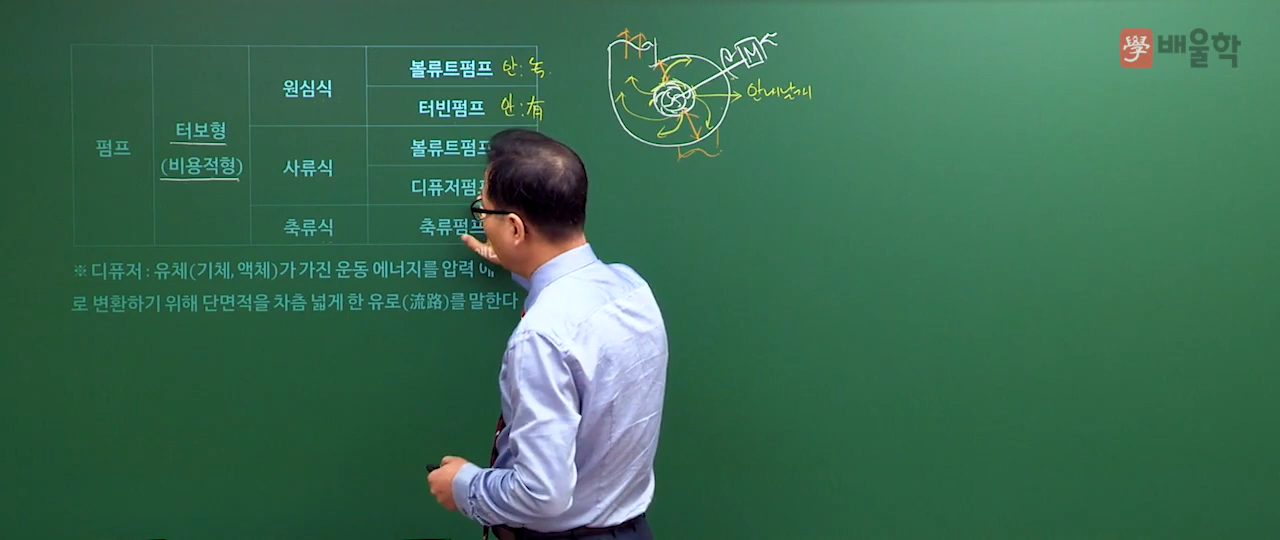 學 배울학
펌프
터보형
(비용적형)
원심식
볼류트펌프 안:
터빈펌프 안:有
사류식
볼류트펌프
디퓨저펌
축류식
축류펌프
M
안내날개
※ 디퓨저 : 유체(기체, 액체)가 가진 운동 에너지를 압력 에
로 변환하기 위해 단면적을 차츰 넓게 한 유로(流路)를 말한다